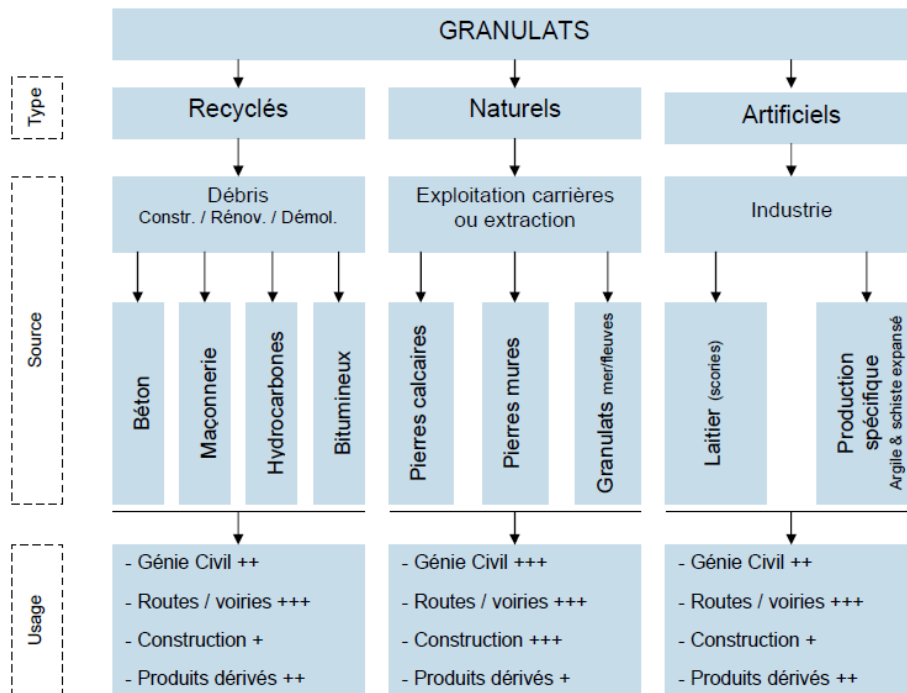 GRANULATS
Type
Recyclés
Naturels
Artificiels
Source
Débris
Constr. / Rénov. / Démol.
Exploitation carrières
ou extraction
Industrie
Béton
Maçonnerie
Hydrocarbones
Bitumineux
Pierres calcaires
Pierres mures
Granulats mer/fleuves
Laitier (scories)
Production
spécifique
Argile & schiste expansé
Usage
- Génie Civil ++
- Routes / voiries +++
- Construction +
- Produits dérivés ++
- Génie Civil +++
- Routes / voiries +++
- Construction +++
- Produits dérivés +
- Génie Civil ++
- Routes / voiries +++
- Construction +
- Produits dérivés ++